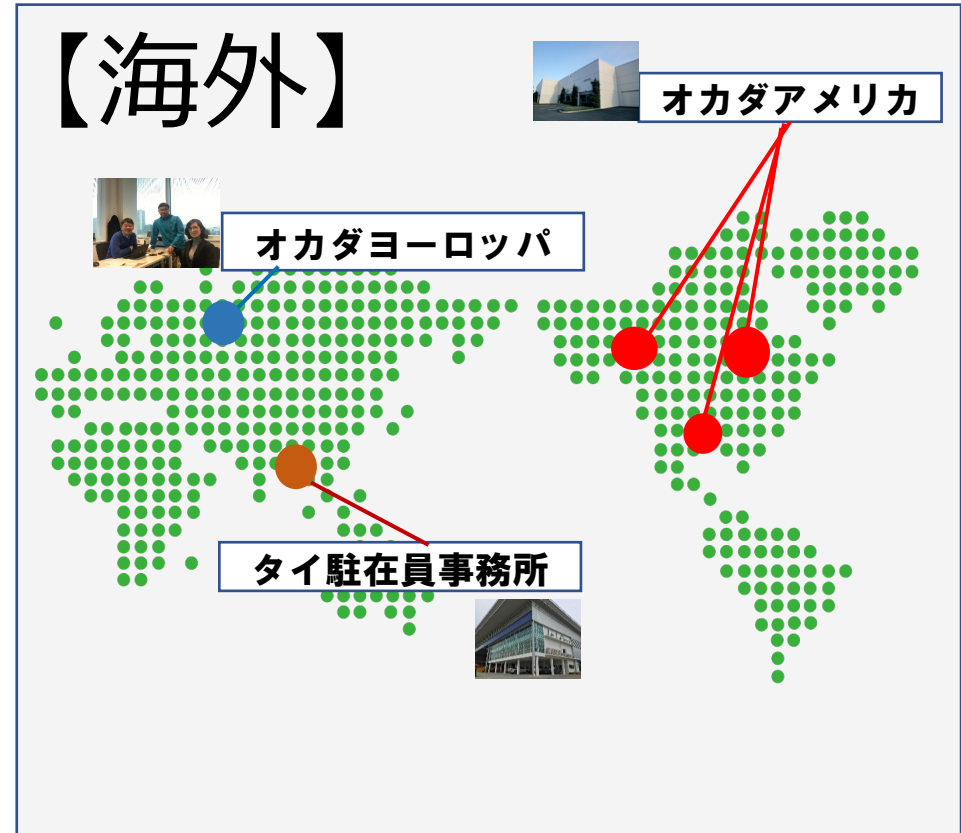 【海外】
オカダアメリカ
オカダヨーロッパ
タイ駐在員事務所